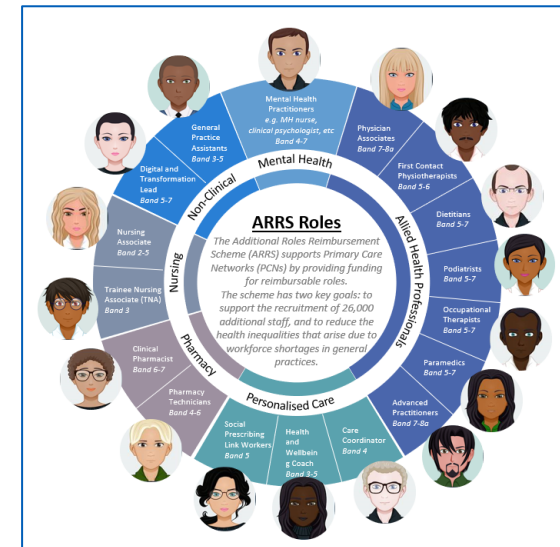 Mental Health
Practitioners
e.g. MH nurse,
clinical psychologist, etc
Band 4-7
Physician
Associates
Band 7-8a
First Contact
Physiotherapists
Band 5-6
Dietitians
Band 5-7
Podiatrists
Band 5-7
Occupational
Therapists
Band 5-7
Paramedics
Band 5-7
Advanced
Practitioners
Band 7-8a
Care
Coordinator
Band 4
Health
and
Wellbein
g Coach
Band 3-5
Social
Prescribing
Link Workers
Band 5
Pharmacy
Technicians
Band 4-6
Clinical
Pharmacist
Band 6-7
Trainee Nursing
Associate (TNA)
Band 3
Nursing
Associate
Band 2-5
Digital and
Transformation
Lead
Band 5-7
General
Practice
Assistants
Band 3-5
Mental Health
Allied Health Professionals
Personalised Care
Pharmacy
Nursing
Non-Clinical
ARRS Roles
The Additional Roles Reimbursement
Scheme (ARRS) supports Primary Care
Networks (PCNs) by providing funding
for reimbursable roles.
The scheme has two key goals: to
support the recruitment of 26,000
additional staff, and to reduce the
health inequalities that arise due to
workforce shortages in general
practices.